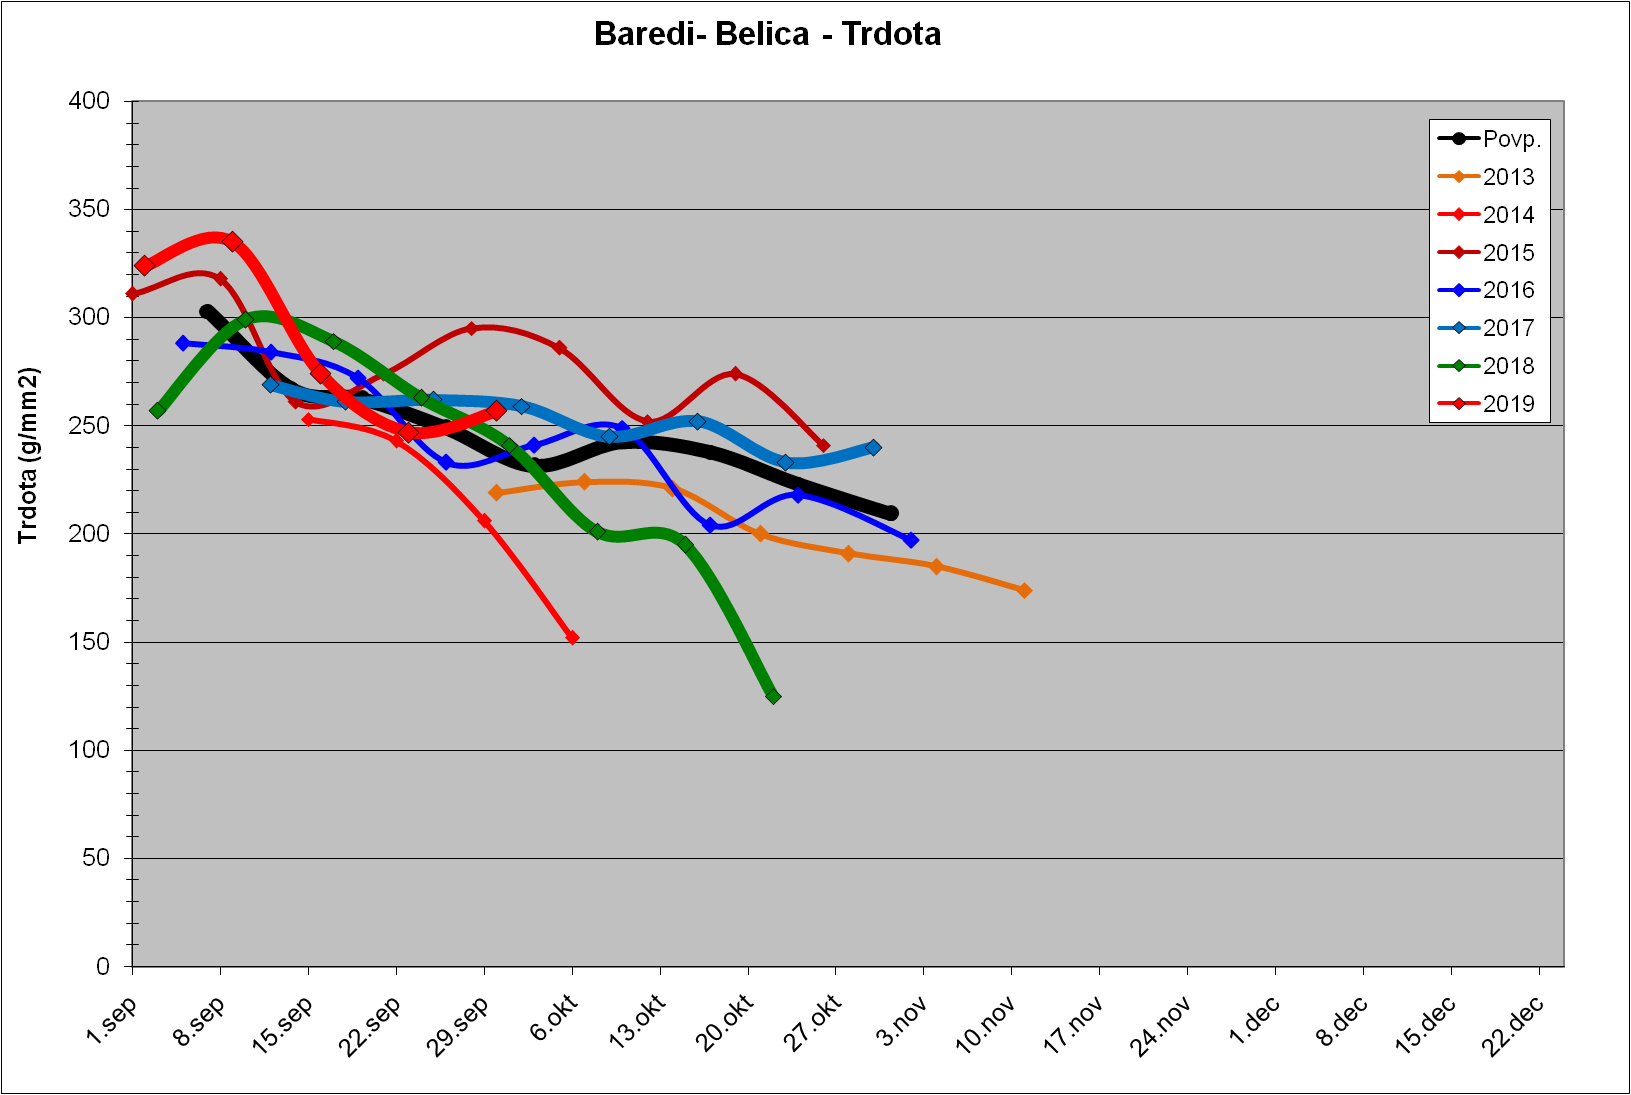 Baredi- Belica - Trdota
Trdota (g/mm2)
400
350
300
250
200
150
100
50
0
1.sep
8.sep
15.sep
22.sep
29.sep
6.okt
13.okt
20.okt
27.okt
3.nov
10.nov
17.nov
24.nov
1.dec
8.dec
15.dec
22.dec
Povp.
2013
2014
2015
2016
2017
2018
2019